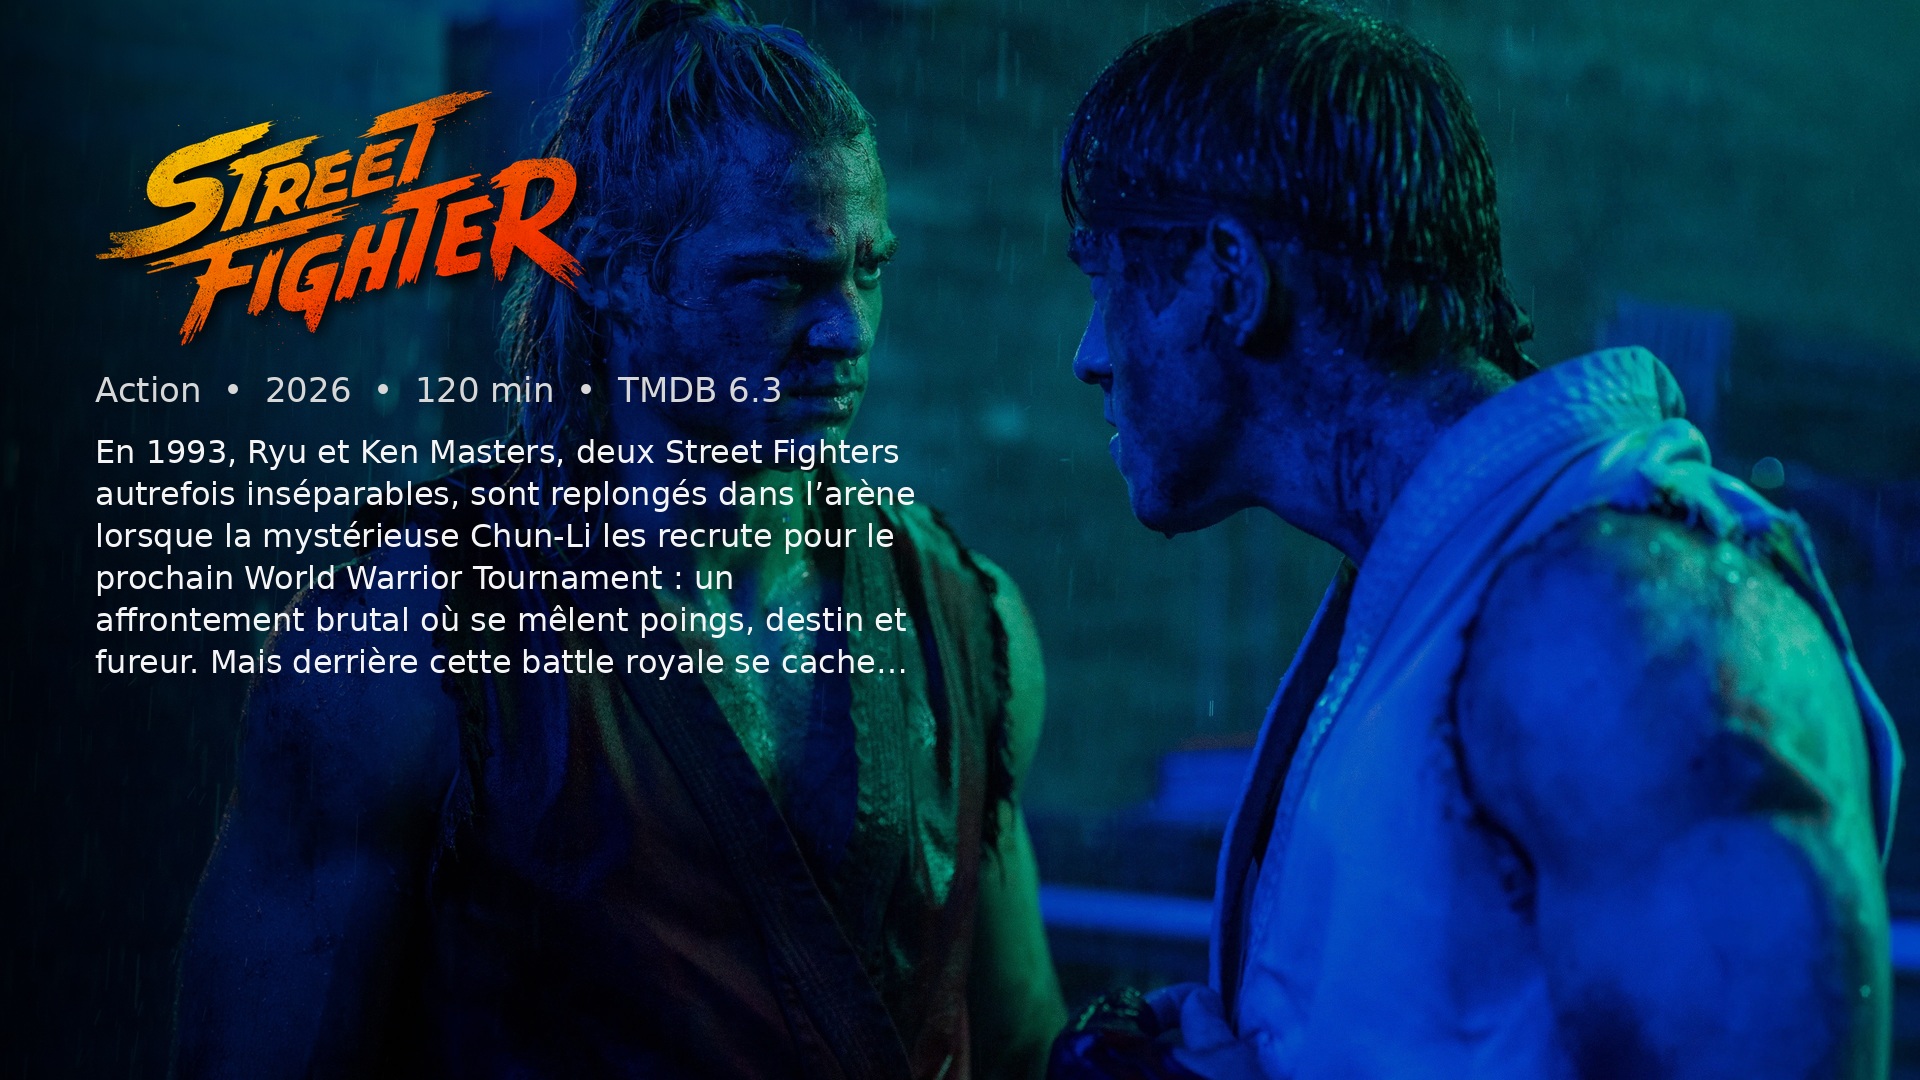 STREET
FIGHTER
Action • 2026 • 120 min • TMDB 6.3
En 1993, Ryu et Ken Masters, deux Street Fighters
autrefois inséparables, sont replongés dans l’arène
lorsque la mystérieuse Chun-Li les recrute pour le
prochain World Warrior Tournament : un
affrontement brutal où se mêlent poings, destin et
fureur. Mais derrière cette battle royale se cache…